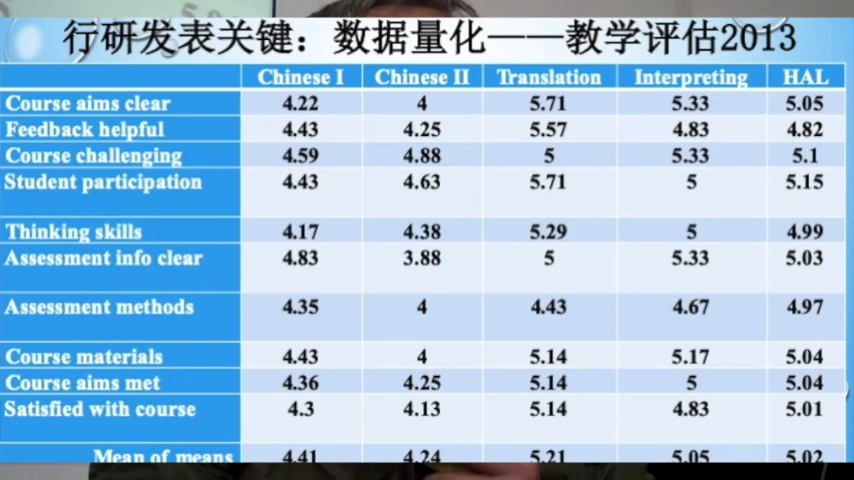 行研发表关键：数据量化——教学评估2013
Chinese I Chinese II Translation Interpreting HAL
Course aims clear 4.22 4 5.71 5.33 5.05
Feedback helpful 4.43 4.25 5.57 4.83 4.82
Course challenging 4.59 4.88 5 5.33 5.1
Student participation 4.43 4.63 5.71 5 5.15
Thinking skills 4.17 4.38 5.29 5 4.99
Assessment info clear 4.83 3.88 5 5.33 5.03
Assessment methods 4.35 4 4.43 4.67 4.97
Course materials 4.43 4 5.14 5.17 5.04
Course aims met 4.36 4.25 5.14 5 5.04
Satisfied with course 4.3 4.13 5.14 4.83 5.01
Mean of means 4.41 4.24 5.21 5.05 5.02